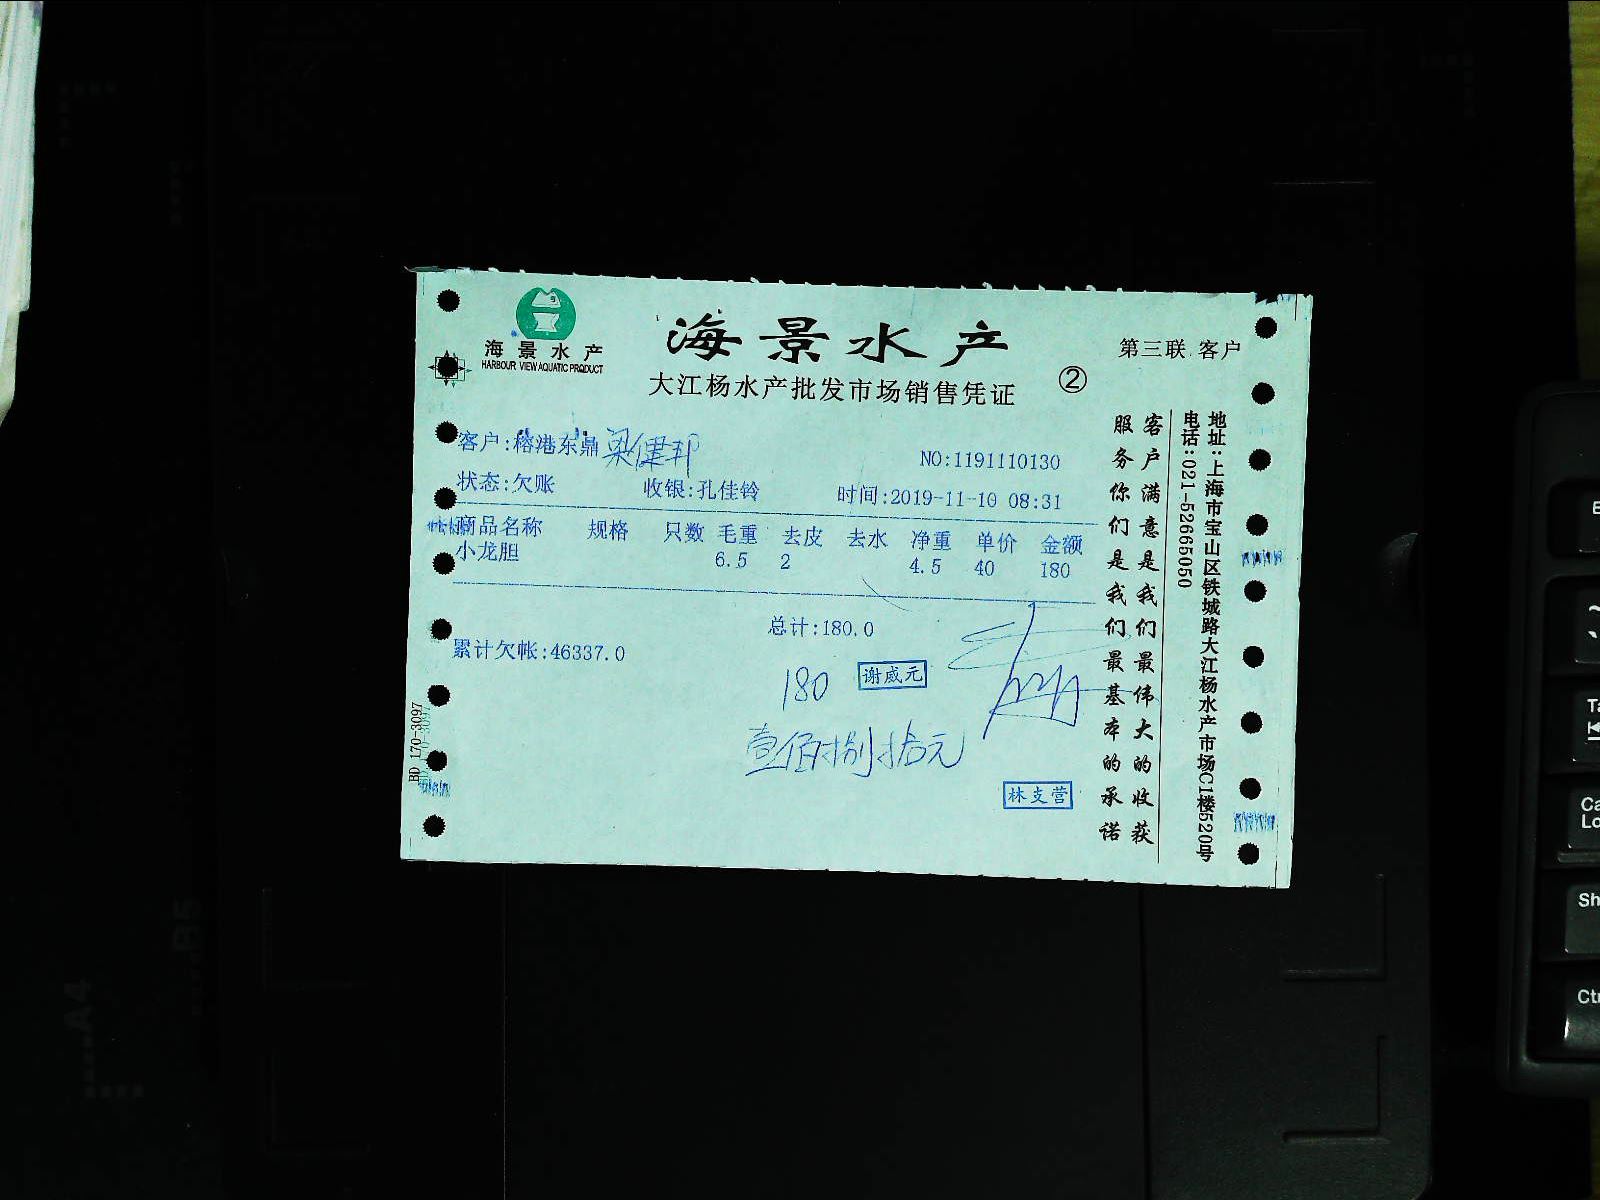 海景水产
HARBOUR VIEW AQUATIC PRODUCT
海景水产
大江杨水产批发市场销售凭证
②
第三联 客户
客户:榕港东鼎 梁健邦
NO:1191110130
状态:欠账 收银:孔佳铃 时间:2019-11-10 08:31
商品名称 规格 只数 毛重 去皮 去水 净重 单价 金额
小龙胆 6.5 2 4.5 40 180
总计:180.0
累计欠帐:46337.0
180
谢威元
壹佰捌拾元
林支营
客户满意是我们最伟大的收获
服务你们是我们最基本的承诺
地址:上海市宝山区铁城路大江杨水产市场C1楼520号
电话:021-52665050
BD L70-3097
A4
B5